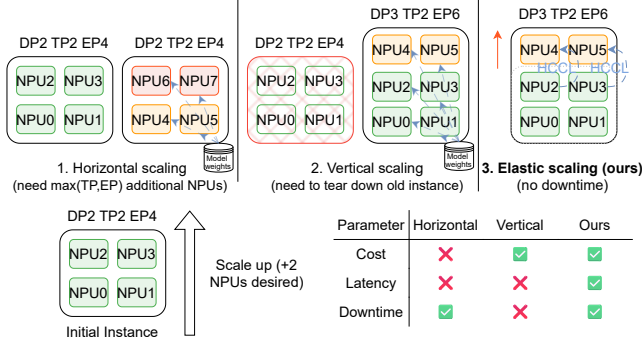 DP2 TP2 EP4
DP2 TP2 EP4
NPU2
NPU3
NPU0
NPU1
NPU6
NPU7
NPU4
NPU5
Model
weights
1. Horizontal scaling
(need max(TP,EP) additional NPUs)
DP2 TP2 EP4
DP3 TP2 EP6
NPU2
NPU3
NPU0
NPU1
NPU4
NPU5
NPU2
NPU3
NPU0
NPU1
Model
weights
2. Vertical scaling
(need to tear down old instance)
DP3 TP2 EP6
NPU4
NPU5
HCCL
HCCL
NPU2
NPU3
NPU0
NPU1
3. Elastic scaling (ours)
(no downtime)
DP2 TP2 EP4
NPU2
NPU3
NPU0
NPU1
Initial Instance
Scale up (+2
NPUs desired)
Parameter Horizontal Vertical Ours
Cost ❌ ✅ ✅
Latency ❌ ❌ ✅
Downtime ✅ ❌ ✅